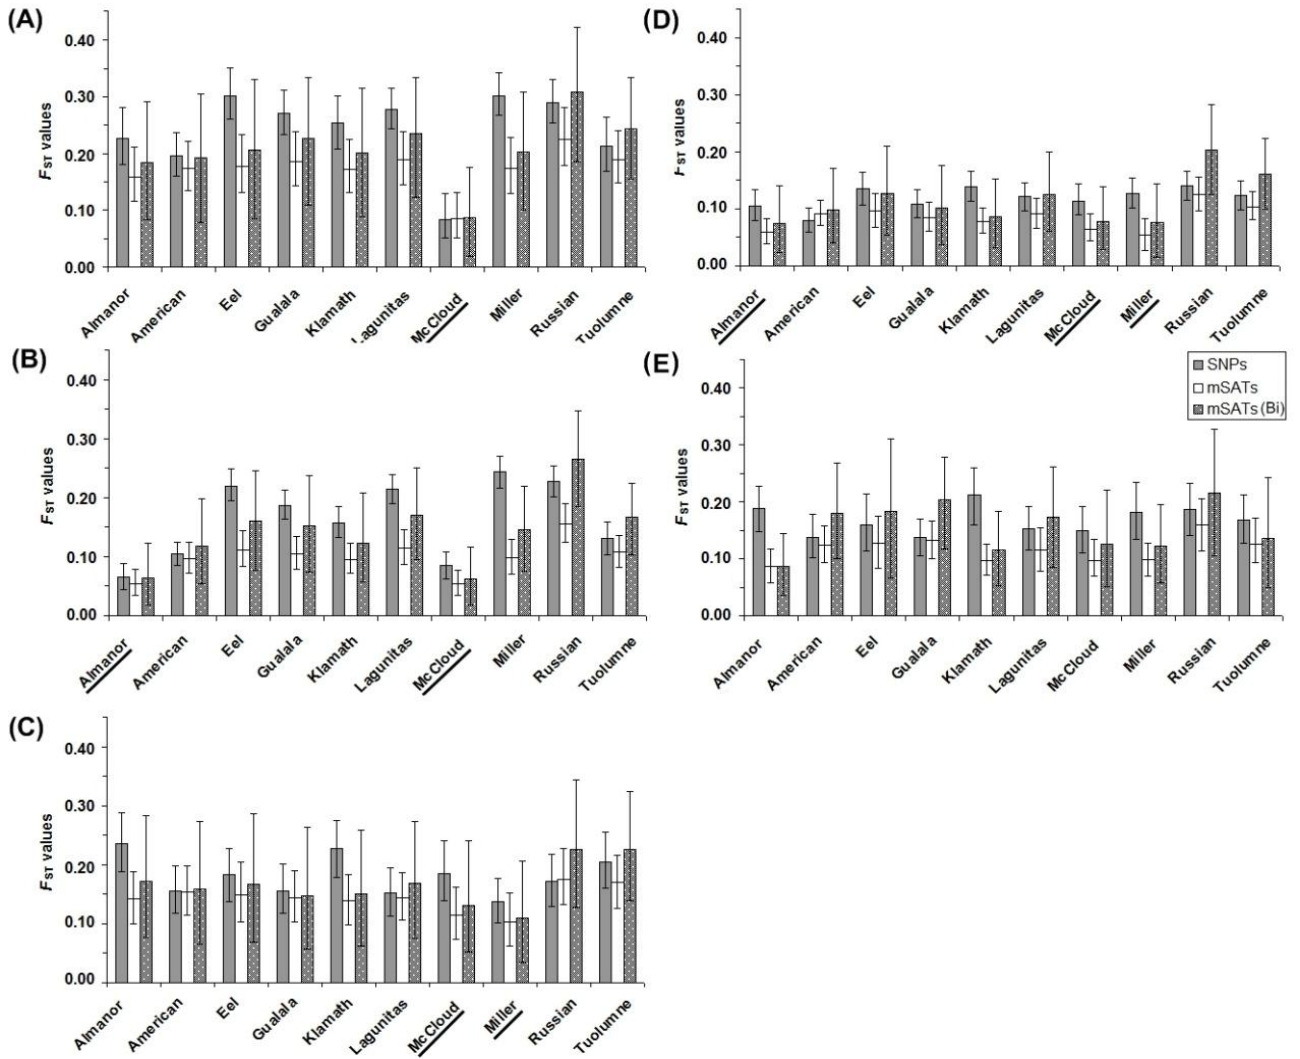 (A)
0.40
0.30
0.20
0.10
0.00
FST values
Almanor
American
Eel
Gualala
Klamath
Lagunitas
McCloud
Miller
Russian
Tuolumne
(B)
0.40
0.30
0.20
0.10
0.00
FST values
Almanor
American
Eel
Gualala
Klamath
Lagunitas
McCloud
Miller
Russian
Tuolumne
(C)
0.40
0.30
0.20
0.10
0.00
FST values
Almanor
American
Eel
Gualala
Klamath
Lagunitas
McCloud
Miller
Russian
Tuolumne
(D)
0.40
0.30
0.20
0.10
0.00
FST values
Almanor
American
Eel
Gualala
Klamath
Lagunitas
McCloud
Miller
Russian
Tuolumne
(E)
0.40
0.30
0.20
0.10
0.00
FST values
SNPs
mSATs
mSATs (Bi)
Almanor
American
Eel
Gualala
Klamath
Lagunitas
McCloud
Miller
Russian
Tuolumne